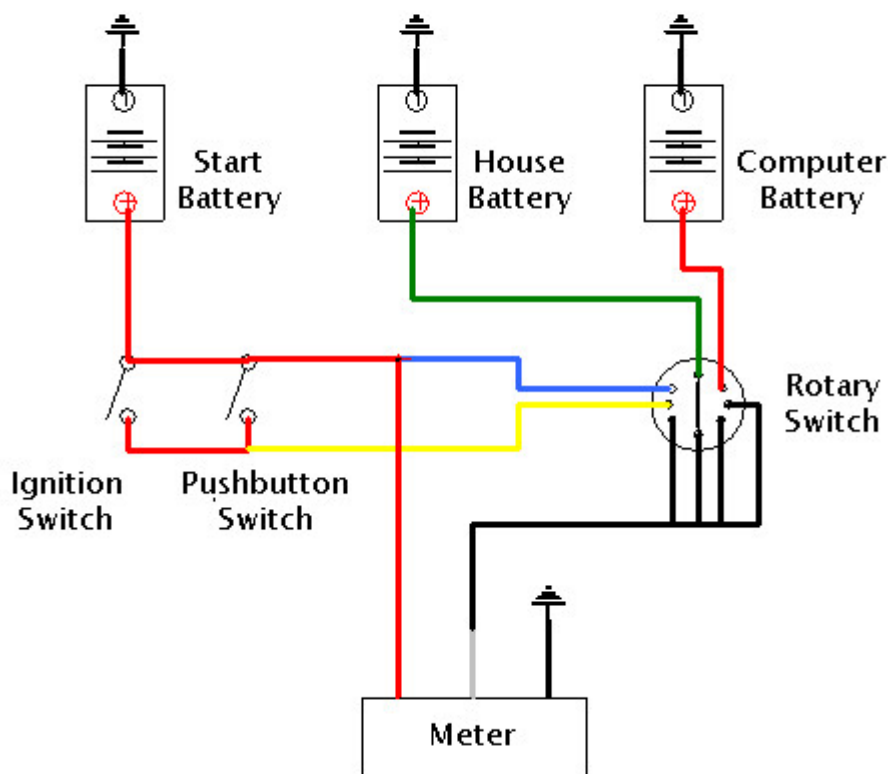 Start
Battery
House
Battery
Computer
Battery
Rotary
Switch
Ignition
Switch
Pushbutton
Switch
Meter